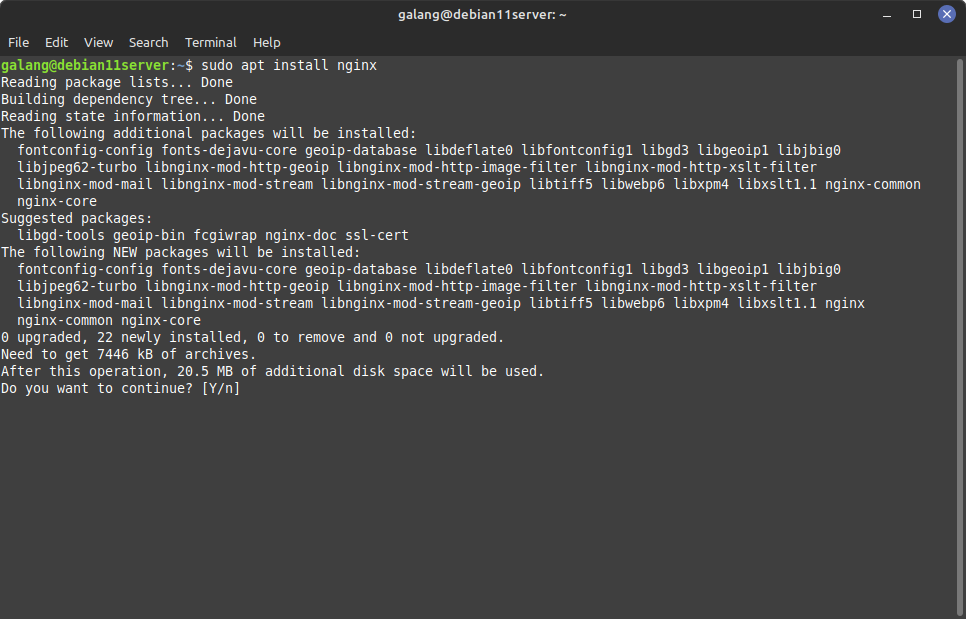 galang@debian11server: ~
File Edit View Search Terminal Help
galang@debian11server:~$ sudo apt install nginx
Reading package lists... Done
Building dependency tree... Done
Reading state information... Done
The following additional packages will be installed:
  fontconfig-config fonts-dejavu-core geoip-database libdeflate0 libfontconfig1 libgd3 libgeoip1 libjbig0
  libjpeg62-turbo libnginx-mod-http-geoip libnginx-mod-http-image-filter libnginx-mod-http-xslt-filter
  libnginx-mod-mail libnginx-mod-stream libnginx-mod-stream-geoip libtiff5 libwebp6 libxpm4 libxslt1.1 nginx-common
  nginx-core
Suggested packages:
  libgd-tools geoip-bin fcgiwrap nginx-doc ssl-cert
The following NEW packages will be installed:
  fontconfig-config fonts-dejavu-core geoip-database libdeflate0 libfontconfig1 libgd3 libgeoip1 libjbig0
  libjpeg62-turbo libnginx-mod-http-geoip libnginx-mod-http-image-filter libnginx-mod-http-xslt-filter
  libnginx-mod-mail libnginx-mod-stream libnginx-mod-stream-geoip libtiff5 libwebp6 libxpm4 libxslt1.1 nginx
  nginx-common nginx-core
0 upgraded, 22 newly installed, 0 to remove and 0 not upgraded.
Need to get 7446 kB of archives.
After this operation, 20.5 MB of additional disk space will be used.
Do you want to continue? [Y/n]